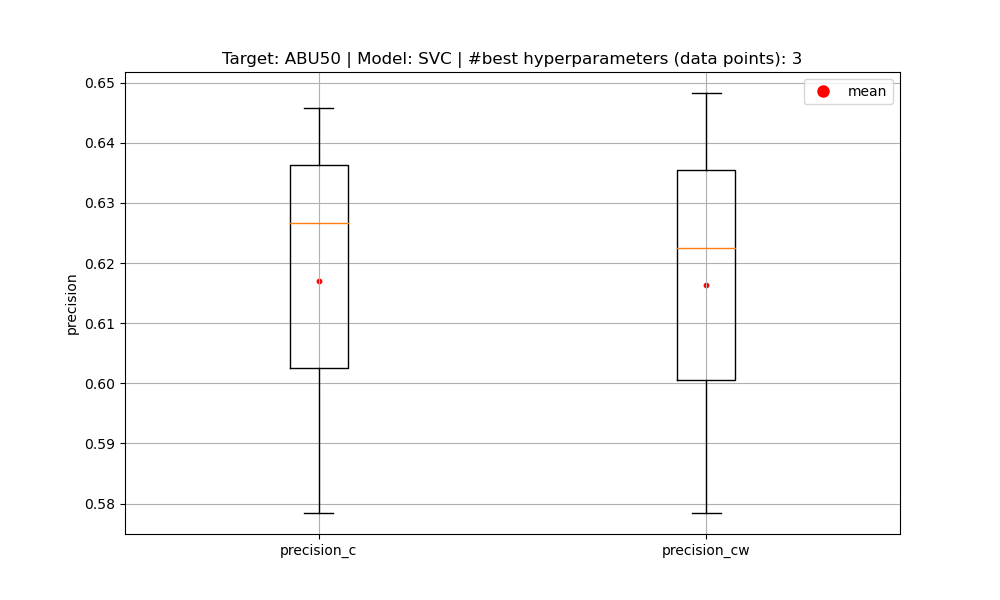 Target: ABU50 | Model: SVC | #best hyperparameters (data points): 3
mean
0.65
0.64
0.63
0.62
0.61
0.60
0.59
0.58
precision
precision_c
precision_cw